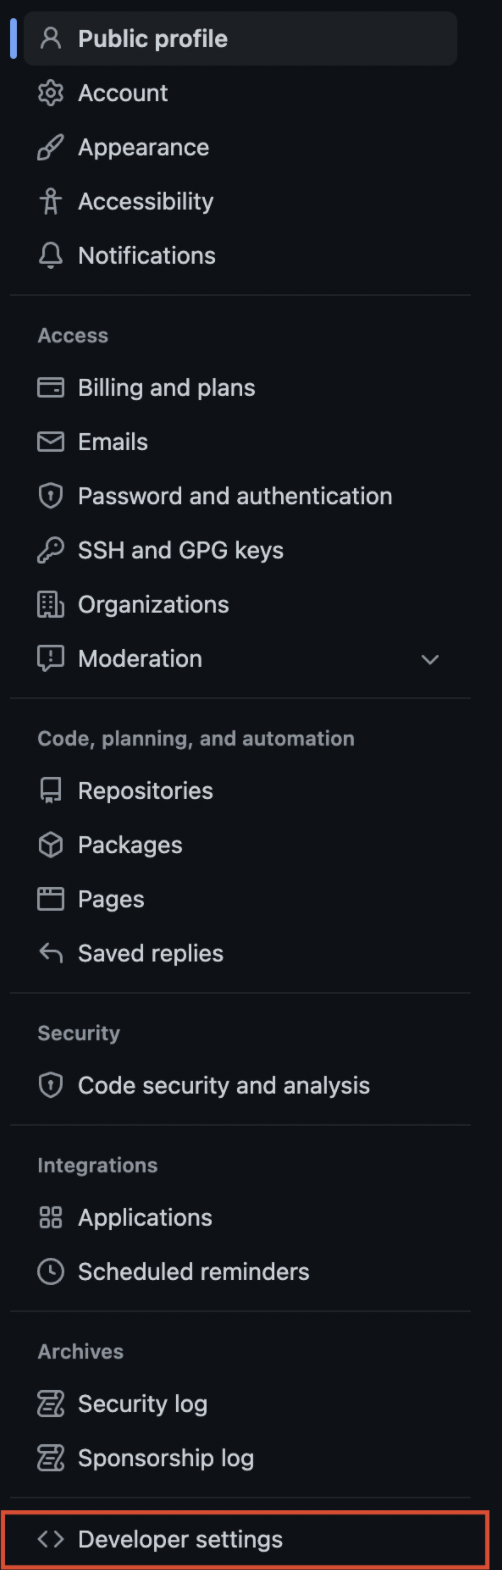 Public profile
Account
Appearance
Accessibility
Notifications
Access
Billing and plans
Emails
Password and authentication
SSH and GPG keys
Organizations
Moderation
Code, planning, and automation
Repositories
Packages
Pages
Saved replies
Security
Code security and analysis
Integrations
Applications
Scheduled reminders
Archives
Security log
Sponsorship log
Developer settings